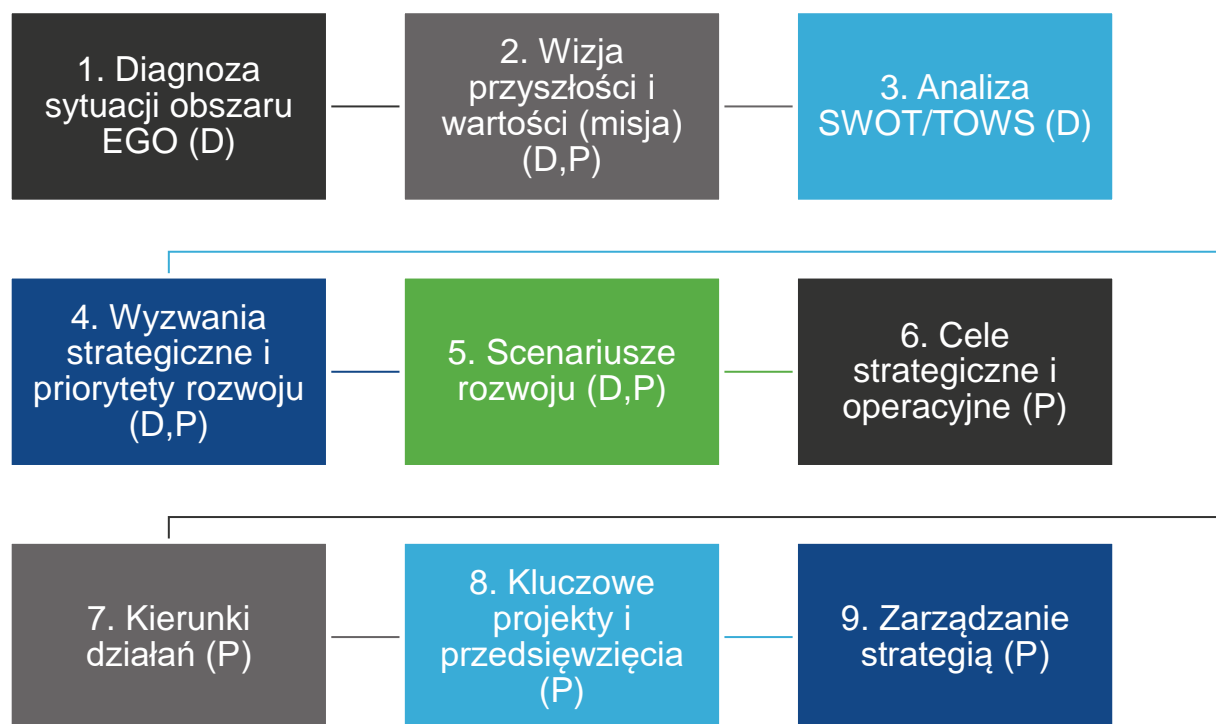 1. Diagnoza
sytuacji obszaru
EGO (D)
2. Wizja
przyszłości i
wartości (misja)
(D,P)
3. Analiza
SWOT/TOWS (D)
4. Wyzwania
strategiczne i
priorytety rozwoju
(D,P)
5. Scenariusze
rozwoju (D,P)
6. Cele
strategiczne i
operacyjne (P)
7. Kierunki
działań (P)
8. Kluczowe
projekty i
przedsięwzięcia
(P)
9. Zarządzanie
strategią (P)